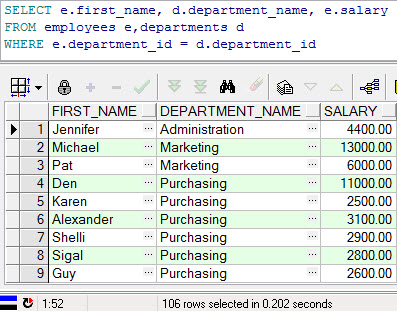 SELECT e.first_name, d.department_name, e.salary
FROM employees e,departments d
WHERE e.department_id = d.department_id
FIRST_NAME DEPARTMENT_NAME SALARY
1 Jennifer ... Administration ... 4400.00
2 Michael ... Marketing ... 13000.00
3 Pat ... Marketing ... 6000.00
4 Den ... Purchasing ... 11000.00
5 Karen ... Purchasing ... 2500.00
6 Alexander ... Purchasing ... 3100.00
7 Shelli ... Purchasing ... 2900.00
8 Sigal ... Purchasing ... 2800.00
9 Guy ... Purchasing ... 2600.00
1:52 106 rows selected in 0.202 seconds